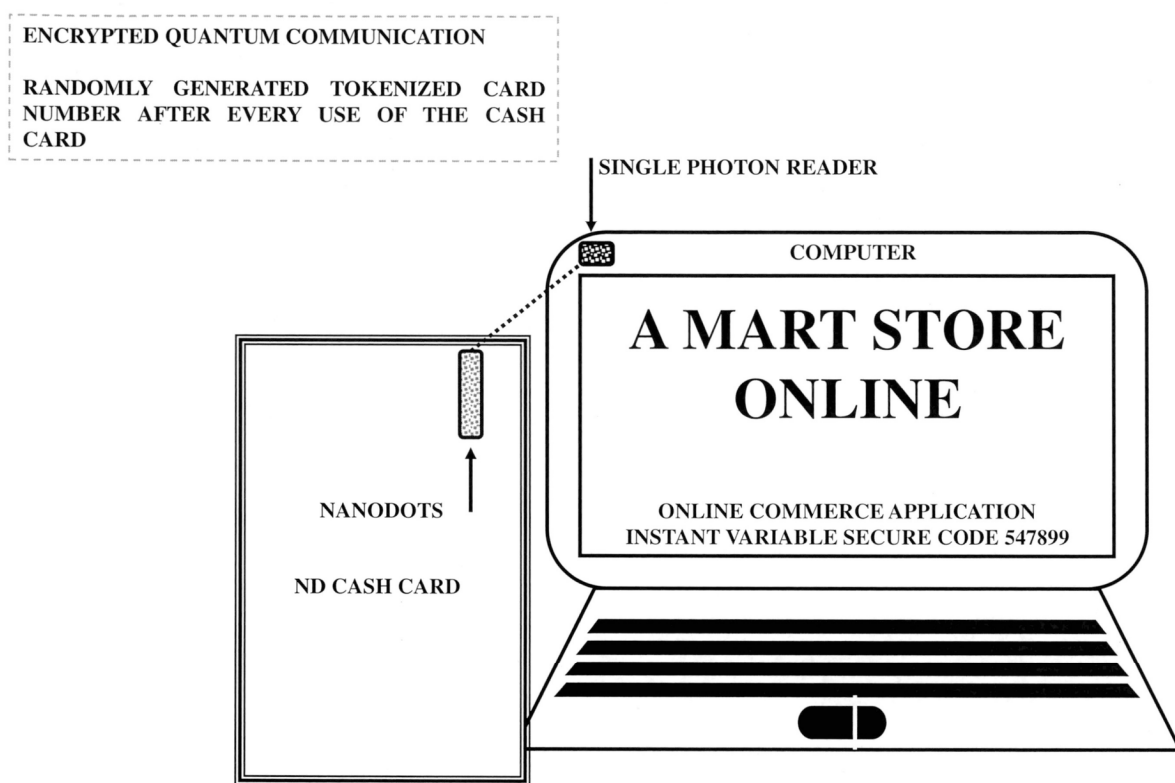 ENCRYPTED QUANTUM COMMUNICATION
RANDOMLY GENERATED TOKENIZED CARD
NUMBER AFTER EVERY USE OF THE CASH
CARD
SINGLE PHOTON READER
COMPUTER
A MART STORE
ONLINE
ONLINE COMMERCE APPLICATION
INSTANT VARIABLE SECURE CODE 547899
NANODOTS
ND CASH CARD